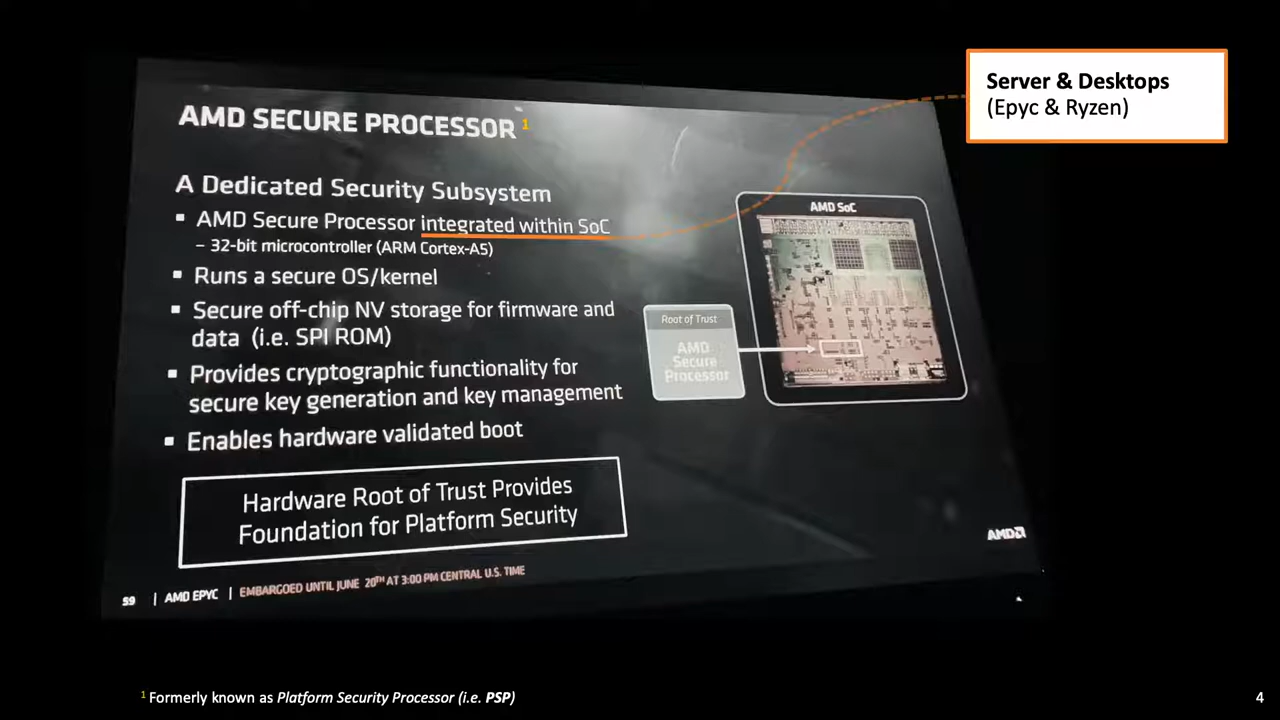 Server & Desktops
(Epyc & Ryzen)
AMD SECURE PROCESSOR 1
A Dedicated Security Subsystem
▪ AMD Secure Processor integrated within SoC
– 32-bit microcontroller (ARM Cortex-A5)
▪ Runs a secure OS/kernel
▪ Secure off-chip NV storage for firmware and
data (i.e. SPI ROM)
▪ Provides cryptographic functionality for
secure key generation and key management
▪ Enables hardware validated boot
Hardware Root of Trust Provides
Foundation for Platform Security
AMD SoC
Root of Trust
AMD
Secure
Processor
AMD
59 | AMD EPYC | EMBARGOED UNTIL JUNE 20TH AT 3:00 PM CENTRAL U.S. TIME
1 Formerly known as Platform Security Processor (i.e. PSP)
4